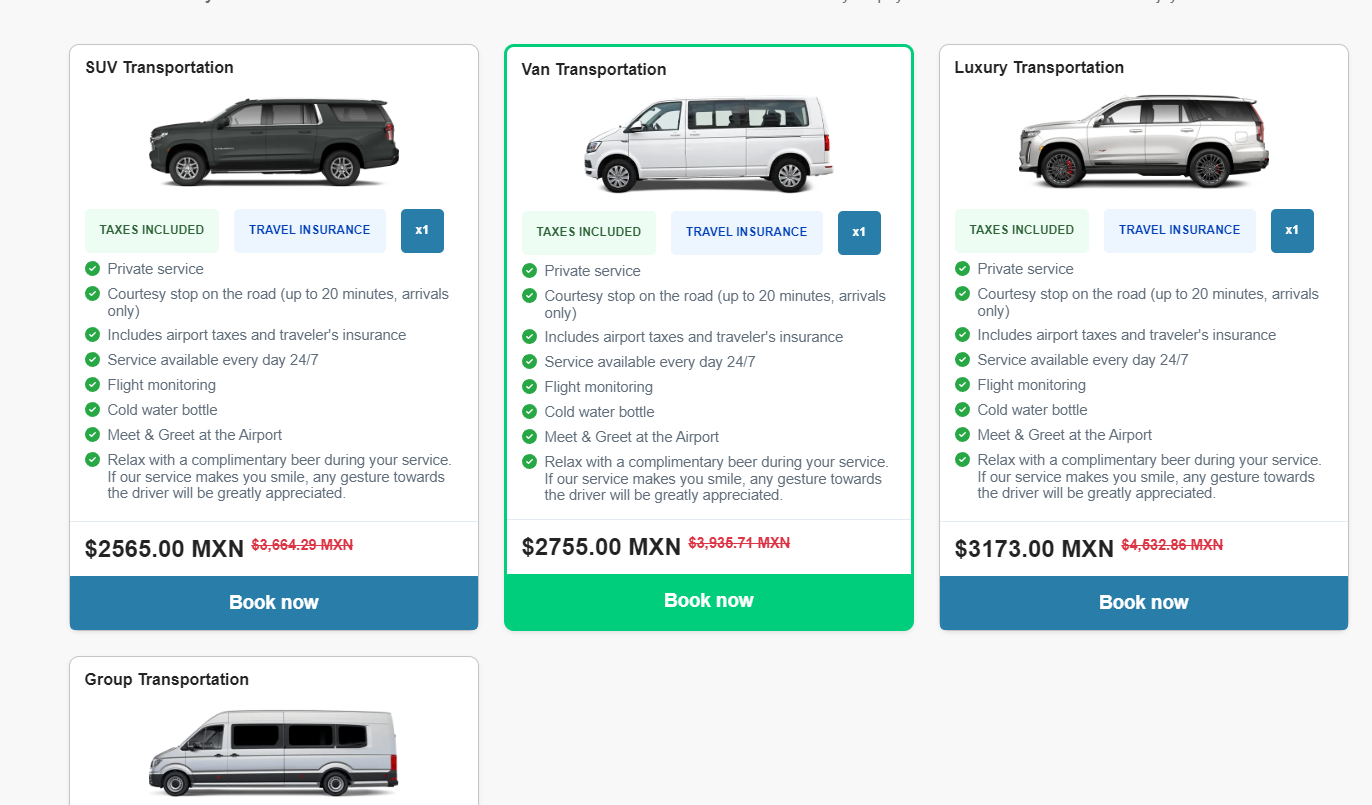 SUV Transportation
TAXES INCLUDED
TRAVEL INSURANCE
x1
Private service
Courtesy stop on the road (up to 20 minutes, arrivals
only)
Includes airport taxes and traveler's insurance
Service available every day 24/7
Flight monitoring
Cold water bottle
Meet & Greet at the Airport
Relax with a complimentary beer during your service.
If our service makes you smile, any gesture towards
the driver will be greatly appreciated.
$2565.00 MXN $3,664.29 MXN
Book now
Van Transportation
TAXES INCLUDED
TRAVEL INSURANCE
x1
Private service
Courtesy stop on the road (up to 20 minutes, arrivals
only)
Includes airport taxes and traveler's insurance
Service available every day 24/7
Flight monitoring
Cold water bottle
Meet & Greet at the Airport
Relax with a complimentary beer during your service.
If our service makes you smile, any gesture towards
the driver will be greatly appreciated.
$2755.00 MXN $3,935.71 MXN
Book now
Luxury Transportation
TAXES INCLUDED
TRAVEL INSURANCE
x1
Private service
Courtesy stop on the road (up to 20 minutes, arrivals
only)
Includes airport taxes and traveler's insurance
Service available every day 24/7
Flight monitoring
Cold water bottle
Meet & Greet at the Airport
Relax with a complimentary beer during your service.
If our service makes you smile, any gesture towards
the driver will be greatly appreciated.
$3173.00 MXN $4,532.86 MXN
Book now
Group Transportation